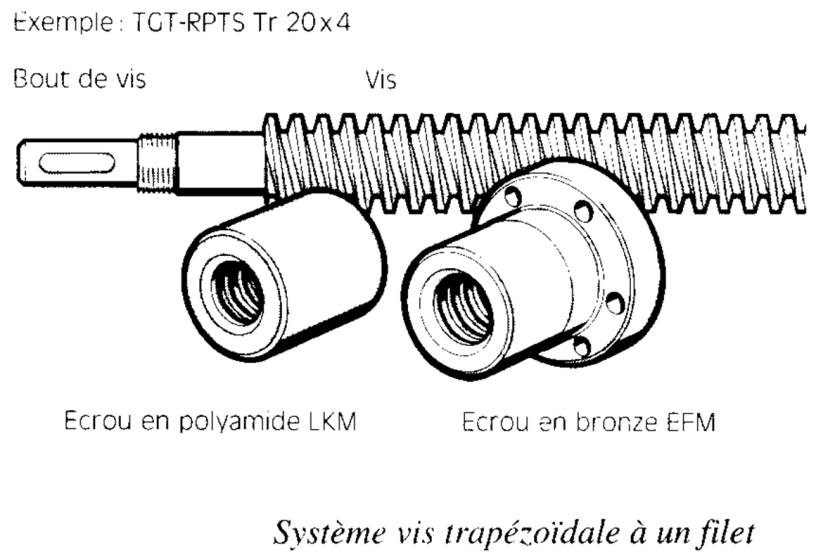 Exemple : TGT-RPTS Tr 20x4
Bout de vis
Vis
Ecrou en polyamide LKM
Ecrou en bronze EFM
Système vis trapézoïdale à un filet